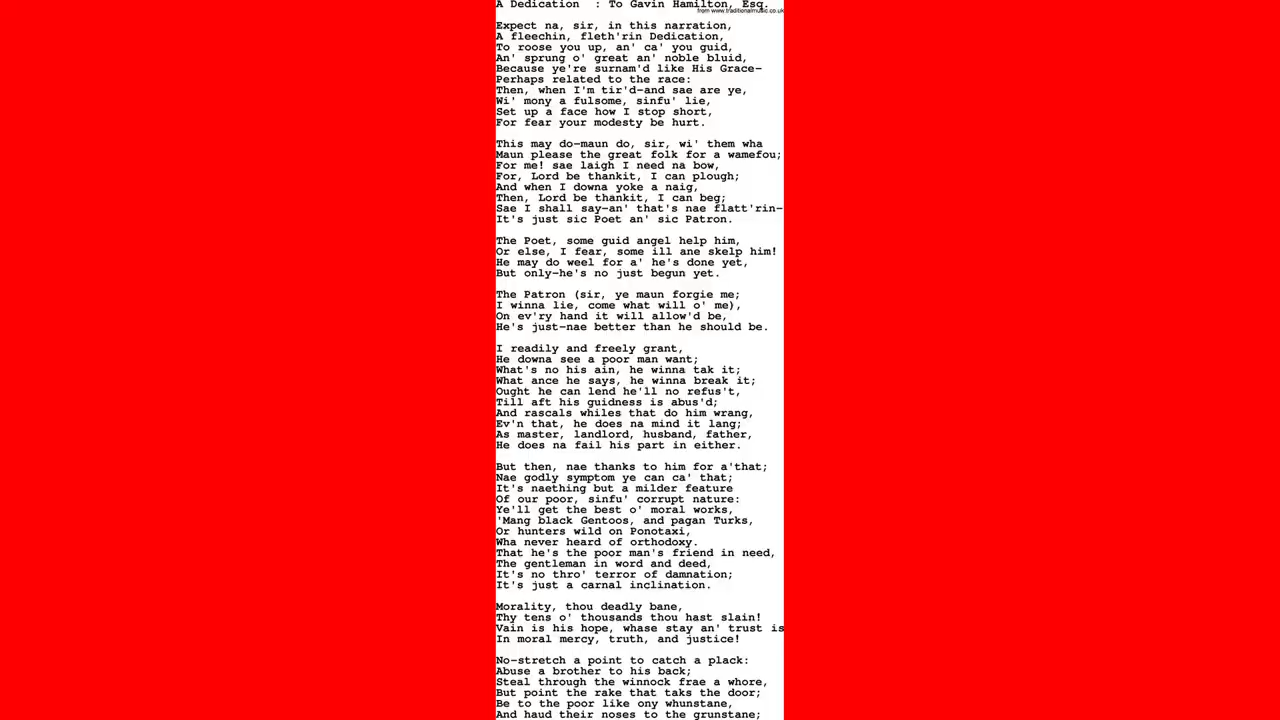 A Dedication : To Gavin Hamilton, Esq.
from www.traditionalmusic.co.uk
Expect na, sir, in this narration,
A fleechin, fleth'rin Dedication,
To roose you up, an' ca' you guid,
An' sprung o' great an' noble bluid,
Because ye're surnam'd like His Grace-
Perhaps related to the race:
Then, when I'm tir'd-and sae are ye,
Wi' mony a fulsome, sinfu' lie,
Set up a face how I stop short,
For fear your modesty be hurt.

This may do-maun do, sir, wi' them wha
Maun please the great folk for a wamefou;
For me! sae laigh I need na bow,
For, Lord be thankit, I can plough;
And when I downa yoke a naig,
Then, Lord be thankit, I can beg;
Sae I shall say-an' that's nae flatt'rin-
It's just sic Poet an' sic Patron.

The Poet, some guid angel help him,
Or else, I fear, some ill ane skelp him!
He may do weel for a' he's done yet,
But only-he's no just begun yet.

The Patron (sir, ye maun forgie me;
I winna lie, come what will o' me),
On ev'ry hand it will allow'd be,
He's just-nae better than he should be.

I readily and freely grant,
He downa see a poor man want;
What's no his ain, he winna tak it;
What ance he says, he winna break it;
Ought he can lend he'll no refus't,
Till aft his guidness is abus'd;
And rascals whiles that do him wrang,
Ev'n that, he does na mind it lang;
As master, landlord, husband, father,
He does na fail his part in either.

But then, nae thanks to him for a'that;
Nae godly symptom ye can ca' that;
It's naething but a milder feature
Of our poor, sinfu' corrupt nature:
Ye'll get the best o' moral works,
'Mang black Gentoos, and pagan Turks,
Or hunters wild on Ponotaxi,
Wha never heard of orthodoxy.
That he's the poor man's friend in need,
The gentleman in word and deed,
It's no thro' terror of damnation;
It's just a carnal inclination.

Morality, thou deadly bane,
Thy tens o' thousands thou hast slain!
Vain is his hope, whase stay an' trust is
In moral mercy, truth, and justice!

No-stretch a point to catch a plack:
Abuse a brother to his back;
Steal through the winnock frae a whore,
But point the rake that taks the door;
Be to the poor like ony whunstane,
And haud their noses to the grunstane;